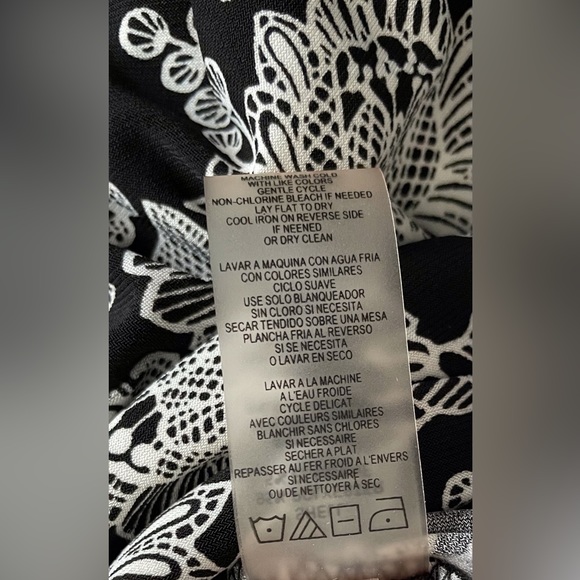 MACHINE WASH COLD
WITH LIKE COLORS
GENTLE CYCLE
NON-CHLORINE BLEACH IF NEEDED
LAY FLAT TO DRY
COOL IRON ON REVERSE SIDE
IF NEENED
OR DRY CLEAN
LAVAR A MAQUINA CON AGUA FRIA
CON COLORES SIMILARES
CICLO SUAVE
USE SOLO BLANQUEADOR
SIN CLORO SI NECESITA
SECAR TENDIDO SOBRE UNA MESA
PLANCHA FRIA AL REVERSO
SI SE NECESITA
O LAVAR EN SECO
LAVAR A LA MACHINE
A L'EAU FROIDE
CYCLE DELICAT
AVEC COULEURS SIMILAIRES
BLANCHIR SANS CHLORES
SI NECESSAIRE
SECHER A PLAT
REPASSER AU FER FROID A L'ENVERS
SI NECESSAIRE
OU DE NETTOYER À SEC